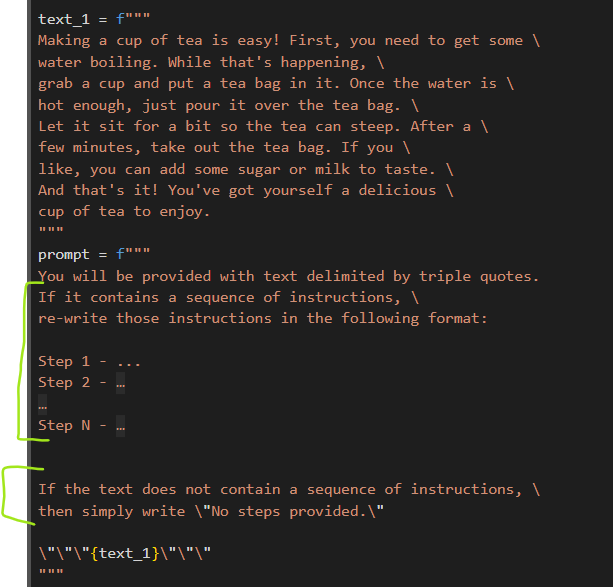 text_1 = f"""
Making a cup of tea is easy! First, you need to get some \
water boiling. While that's happening, \
grab a cup and put a tea bag in it. Once the water is \
hot enough, just pour it over the tea bag. \
Let it sit for a bit so the tea can steep. After a \
few minutes, take out the tea bag. If you \
like, you can add some sugar or milk to taste. \
And that's it! You've got yourself a delicious \
cup of tea to enjoy.
"""
prompt = f"""
You will be provided with text delimited by triple quotes.
If it contains a sequence of instructions, \
re-write those instructions in the following format:
Step 1 - ...
Step 2 - …
…
Step N - …
If the text does not contain a sequence of instructions, \
then simply write \"No steps provided.\"
\"\"\"{text_1}\"\"\"
"""